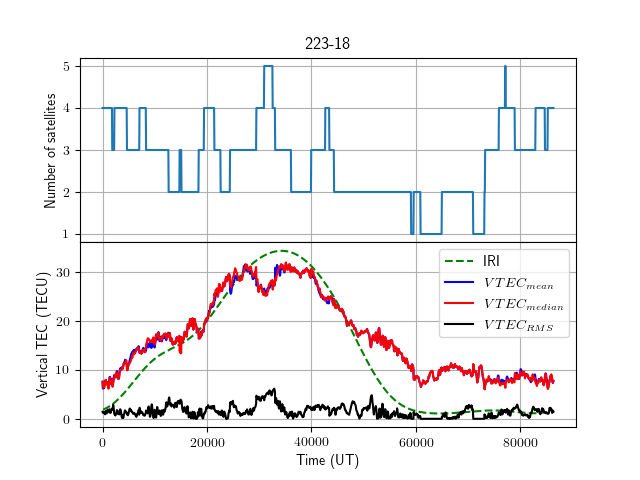 223-18
Number of satellites
5
4
3
2
1
Vertical TEC (TECU)
30
20
10
0
IRI
VTEC_mean
VTEC_median
VTEC_RMS
0
20000
40000
60000
80000
Time (UT)